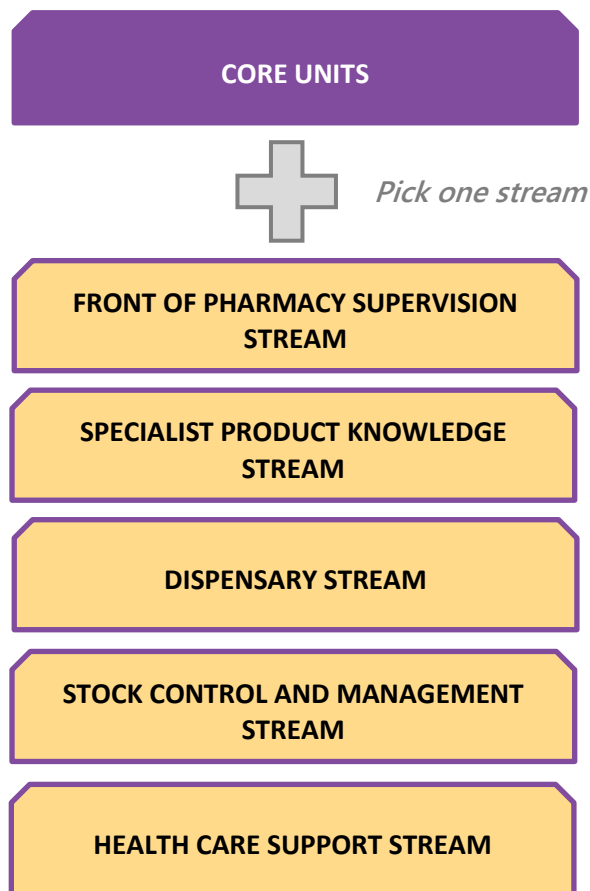 CORE UNITS
Pick one stream
FRONT OF PHARMACY SUPERVISION
STREAM
SPECIALIST PRODUCT KNOWLEDGE
STREAM
DISPENSARY STREAM
STOCK CONTROL AND MANAGEMENT
STREAM
HEALTH CARE SUPPORT STREAM